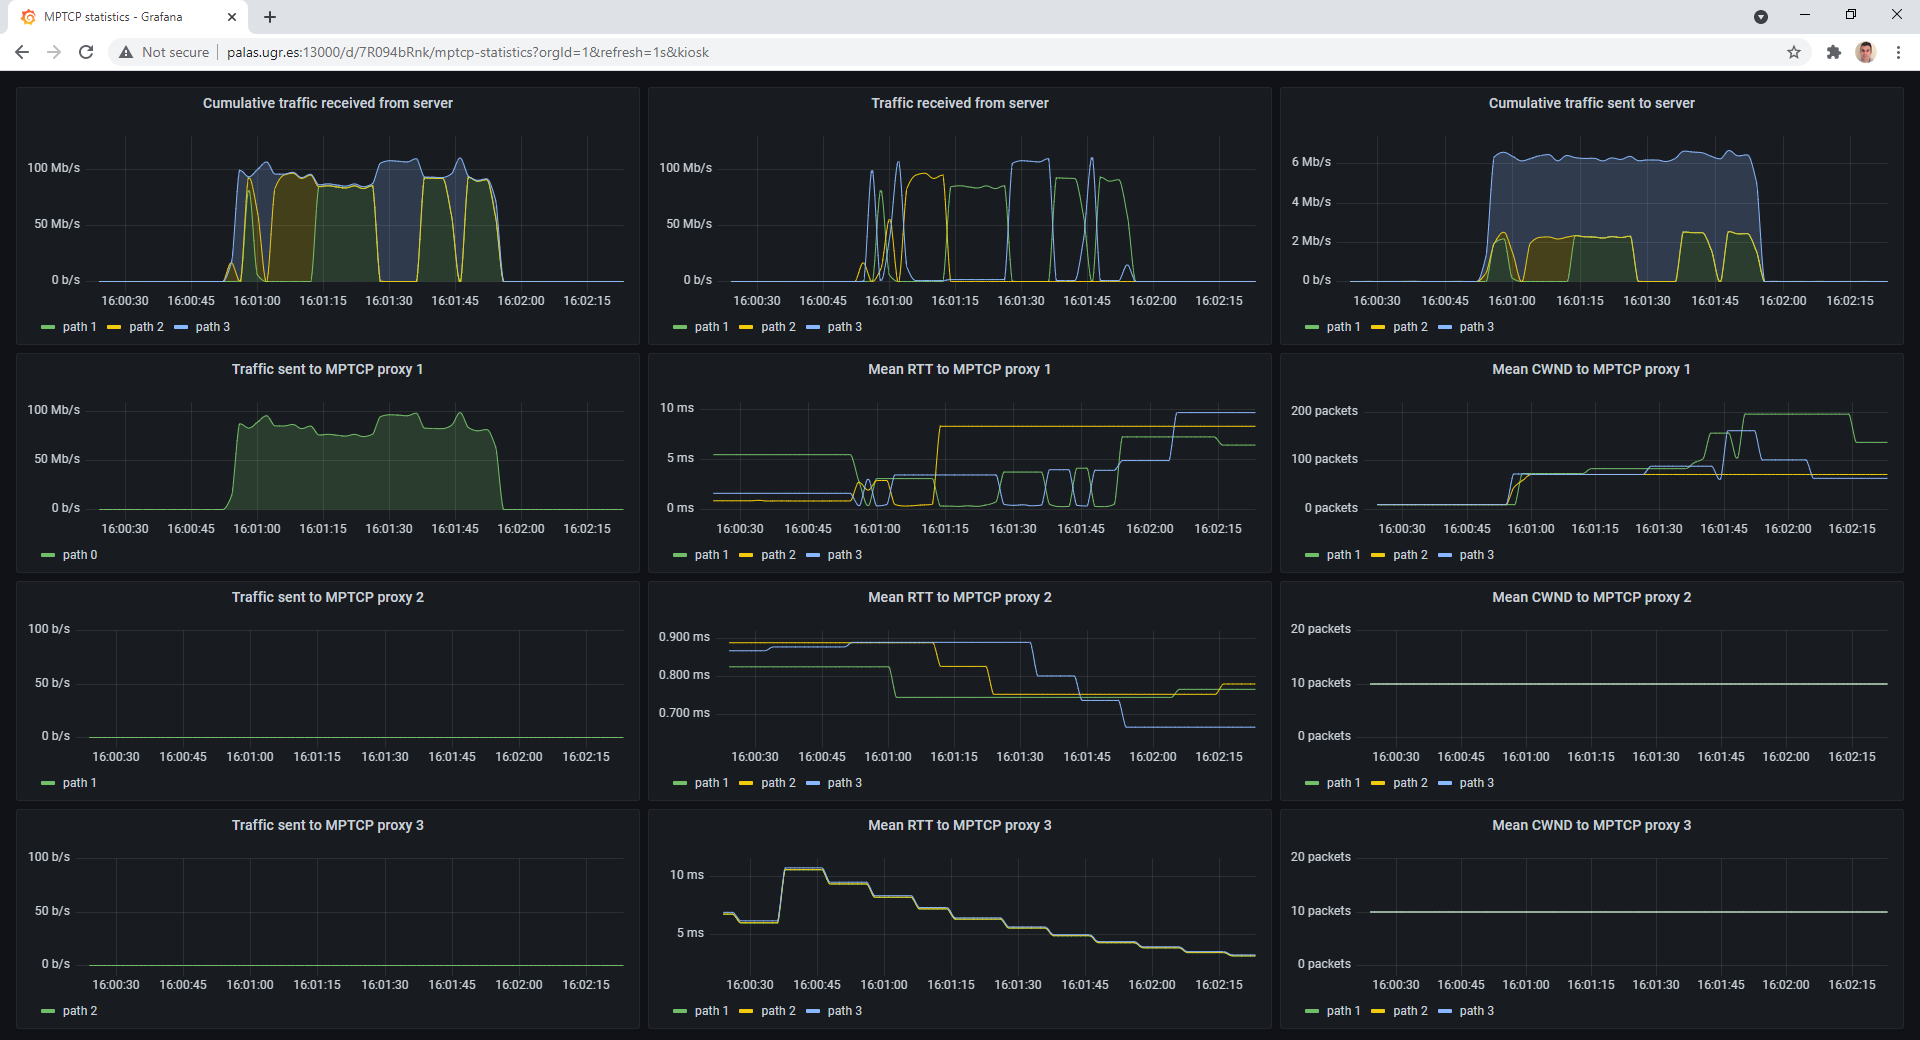 MPTCP statistics - Grafana
Not secure palas.ugr.es:13000/d/7R094bRnk/mptcp-statistics?orgId=1&refresh=1s&kiosk
Cumulative traffic received from server
100 Mb/s
50 Mb/s
0 b/s
16:00:30 16:00:45 16:01:00 16:01:15 16:01:30 16:01:45 16:02:00 16:02:15
path 1 path 2 path 3
Traffic received from server
100 Mb/s
50 Mb/s
0 b/s
16:00:30 16:00:45 16:01:00 16:01:15 16:01:30 16:01:45 16:02:00 16:02:15
path 1 path 2 path 3
Cumulative traffic sent to server
6 Mb/s
4 Mb/s
2 Mb/s
0 b/s
16:00:30 16:00:45 16:01:00 16:01:15 16:01:30 16:01:45 16:02:00 16:02:15
path 1 path 2 path 3
Traffic sent to MPTCP proxy 1
100 Mb/s
50 Mb/s
0 b/s
16:00:30 16:00:45 16:01:00 16:01:15 16:01:30 16:01:45 16:02:00 16:02:15
path 0
Mean RTT to MPTCP proxy 1
10 ms
5 ms
0 ms
16:00:30 16:00:45 16:01:00 16:01:15 16:01:30 16:01:45 16:02:00 16:02:15
path 1 path 2 path 3
Mean CWND to MPTCP proxy 1
200 packets
100 packets
0 packets
16:00:30 16:00:45 16:01:00 16:01:15 16:01:30 16:01:45 16:02:00 16:02:15
path 1 path 2 path 3
Traffic sent to MPTCP proxy 2
100 b/s
50 b/s
0 b/s
16:00:30 16:00:45 16:01:00 16:01:15 16:01:30 16:01:45 16:02:00 16:02:15
path 1
Mean RTT to MPTCP proxy 2
0.900 ms
0.800 ms
0.700 ms
16:00:30 16:00:45 16:01:00 16:01:15 16:01:30 16:01:45 16:02:00 16:02:15
path 1 path 2 path 3
Mean CWND to MPTCP proxy 2
20 packets
10 packets
0 packets
16:00:30 16:00:45 16:01:00 16:01:15 16:01:30 16:01:45 16:02:00 16:02:15
path 1 path 2 path 3
Traffic sent to MPTCP proxy 3
100 b/s
50 b/s
0 b/s
16:00:30 16:00:45 16:01:00 16:01:15 16:01:30 16:01:45 16:02:00 16:02:15
path 2
Mean RTT to MPTCP proxy 3
10 ms
5 ms
16:00:30 16:00:45 16:01:00 16:01:15 16:01:30 16:01:45 16:02:00 16:02:15
path 1 path 2 path 3
Mean CWND to MPTCP proxy 3
20 packets
10 packets
0 packets
16:00:30 16:00:45 16:01:00 16:01:15 16:01:30 16:01:45 16:02:00 16:02:15
path 1 path 2 path 3